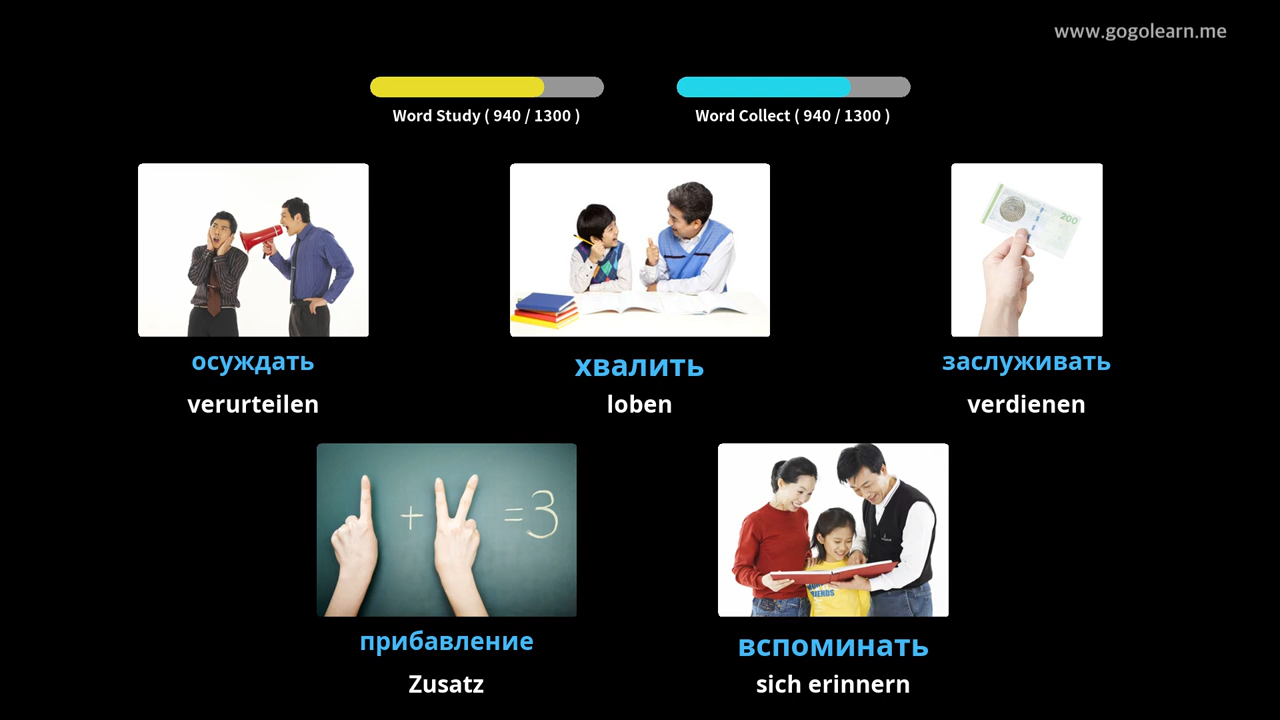 www.gogolearn.me
Word Study ( 940 / 1300 )
Word Collect ( 940 / 1300 )
200
осуждать
хвалить
заслуживать
verurteilen
loben
verdienen
+ =3
прибавление
вспоминать
Zusatz
sich erinnern